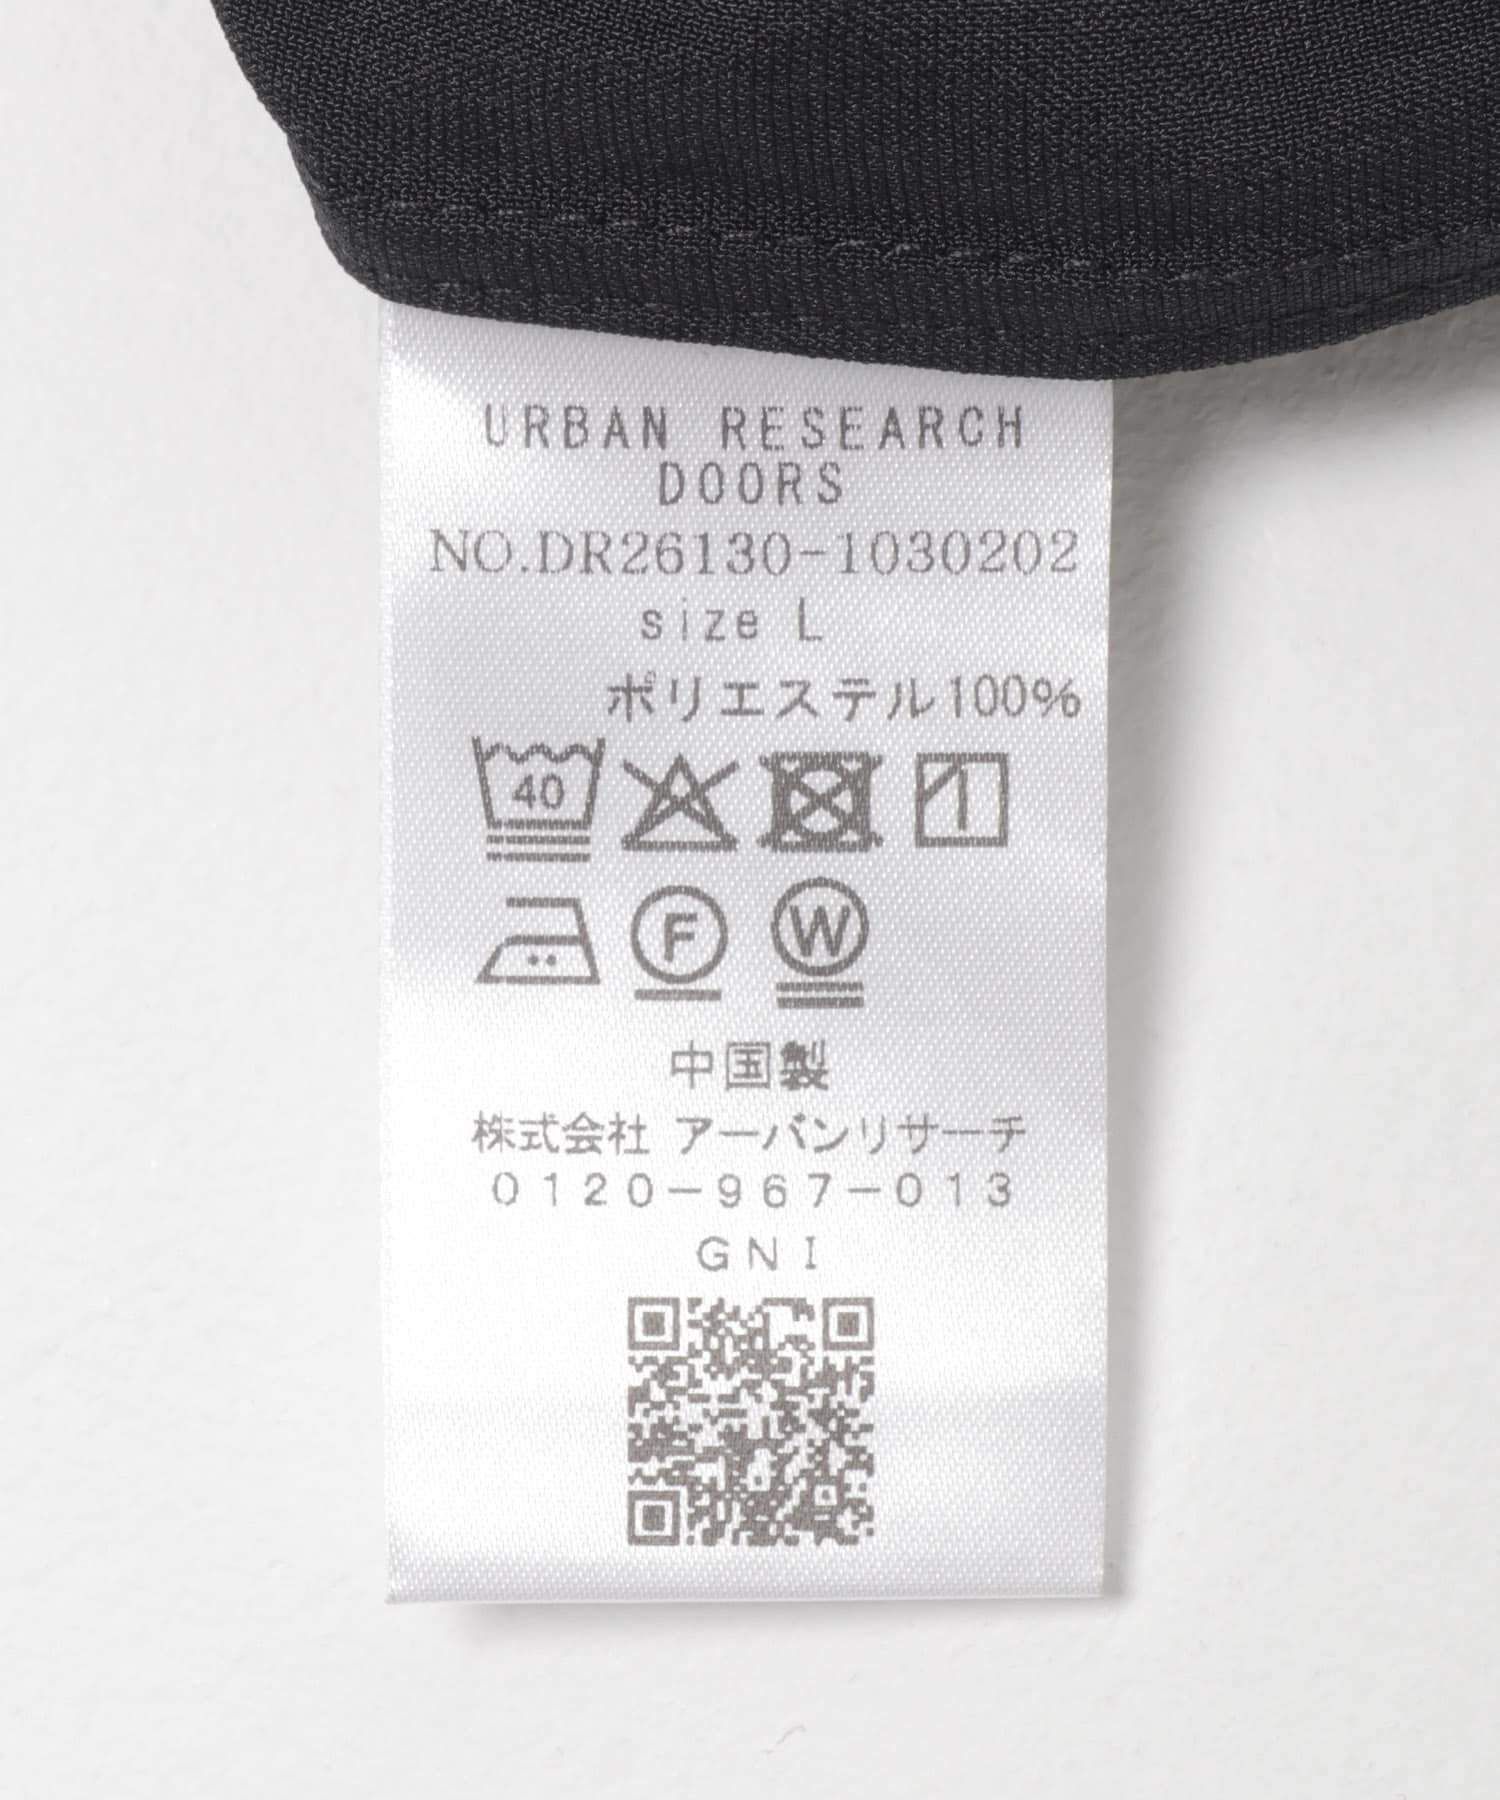 URBAN RESEARCH
DOORS
NO.DR26130-1030202
size L
ポリエステル100%
40
F
W
中国製
株式会社 アーバンリサーチ
0120-967-013
GNI